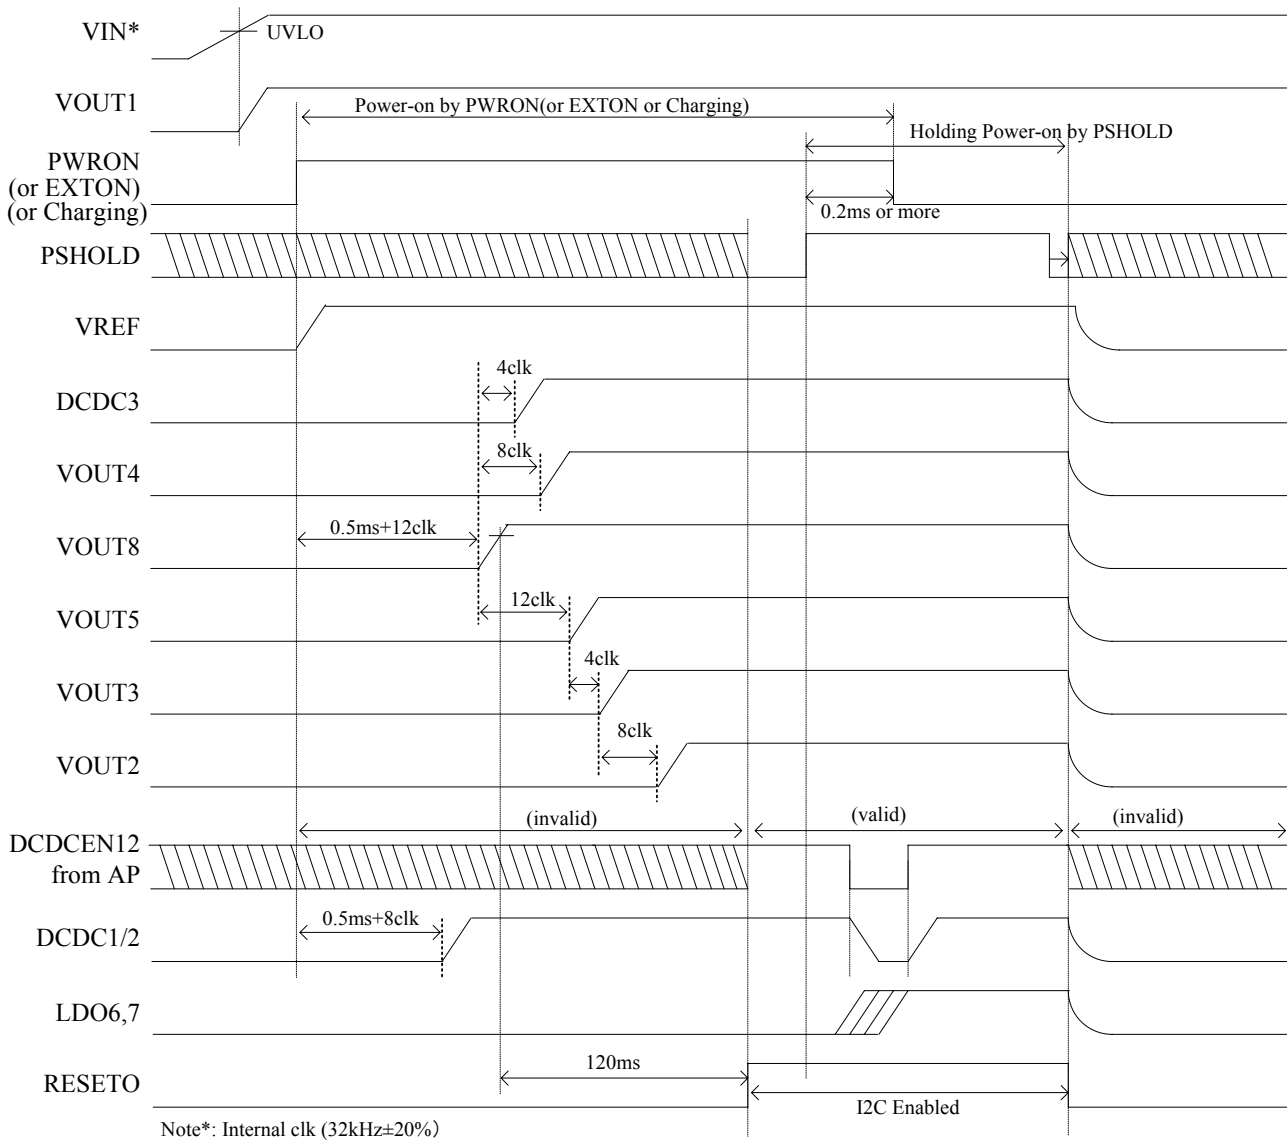 VIN*
UVLO
VOUT1
Power-on by PWRON(or EXTON or Charging)
Holding Power-on by PSHOLD
PWRON
(or EXTON)
(or Charging)
0.2ms or more
PSHOLD
VREF
4clk
DCDC3
8clk
VOUT4
0.5ms+12clk
VOUT8
12clk
VOUT5
4clk
VOUT3
8clk
VOUT2
(invalid)
(valid)
(invalid)
DCDCEN12
from AP
0.5ms+8clk
DCDC1/2
LDO6,7
120ms
RESETO
I2C Enabled
Note*: Internal clk (32kHz±20%)